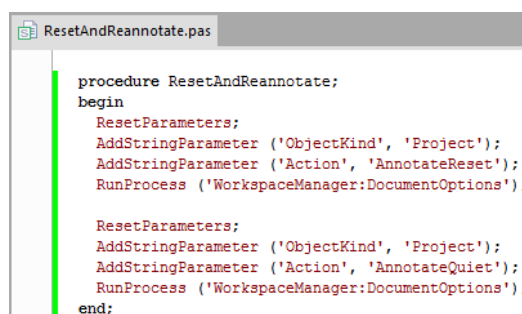 ResetAndReannotate.pas
procedure ResetAndReannotate;
begin
ResetParameters;
AddStringParameter ('ObjectKind', 'Project');
AddStringParameter ('Action', 'AnnotateReset');
RunProcess ('WorkspaceManager:DocumentOptions');
ResetParameters;
AddStringParameter ('ObjectKind', 'Project');
AddStringParameter ('Action', 'AnnotateQuiet');
RunProcess ('WorkspaceManager:DocumentOptions');
end;